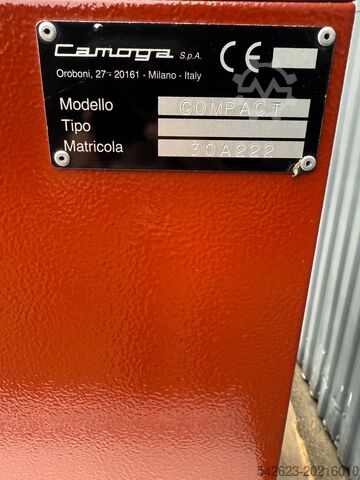 Camoga S.p.A.
CE
Oroboni, 27 - 20161 - Milano - Italy
Modello COMPACT
Tipo
Matricola 30A222
542623-20216010